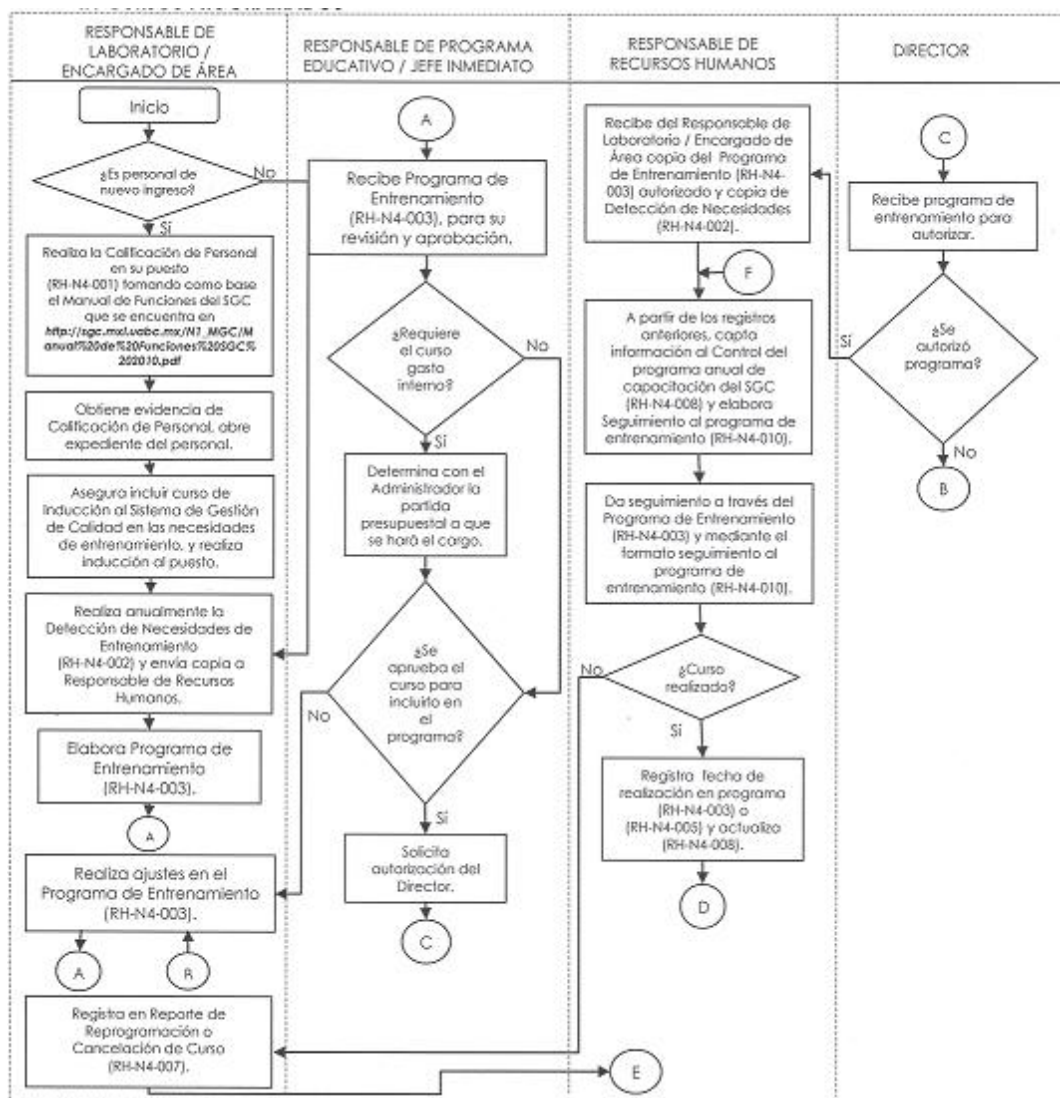 RESPONSABLE DE
LABORATORIO /
ENCARGADO DE ÁREA
RESPONSABLE DE PROGRAMA
EDUCATIVO / JEFE INMEDIATO
RESPONSABLE DE
RECURSOS HUMANOS
DIRECTOR
Inicio
¿Es personal de
nuevo ingreso?
No
Sí
Realiza la Calificación de Personal
en su puesto
(RH-N4-001) tomando como base
el Manual de Funciones del SGC
que se encuentra en
http://sgc.mxl.uabc.mx/N1_MGC/M
anual%20de%20Funciones%20SGC%
202010.pdf
Obtiene evidencia de
Calificación de Personal, abre
expediente del personal.
Asegura incluir curso de
Inducción al Sistema de Gestión
de Calidad en las necesidades
de entrenamiento, y realiza
inducción al puesto.
Realiza anualmente la
Detección de Necesidades de
Entrenamiento
(RH-N4-002) y envía copia a
Responsable de Recursos
Humanos.
Elabora Programa de
Entrenamiento
(RH-N4-003).
A
Realiza ajustes en el
Programa de Entrenamiento
(RH-N4-003).
A
Registra en Reporte de
Reprogramación o
Cancelación de Curso
(RH-N4-007).
A
Recibe Programa de
Entrenamiento
(RH-N4-003), para su
revisión y aprobación.
¿Requiere
el curso
gasto
interno?
No
Sí
Determina con el
Administrador la
partida
presupuestal a que
se hará el cargo.
¿Se
aprueba el
curso para
incluirlo en
el
programa?
No
Sí
Solicita
autorización del
Director.
C
Recibe del Responsable de
Laboratorio / Encargado de
Área copia del Programa
de Entrenamiento (RH-N4-
003) autorizado y copia de
Detección de Necesidades
(RH-N4-002).
F
A partir de los registros
anteriores, capta
información al Control del
programa anual de
capacitación del SGC
(RH-N4-008) y elabora
Seguimiento al programa de
entrenamiento (RH-N4-010).
Da seguimiento a través del
Programa de Entrenamiento
(RH-N4-003) y mediante el
formato seguimiento al
programa de
entrenamiento (RH-N4-010).
¿Curso
realizado?
No
Si
Registra fecha de
realización en programa
(RH-N4-003) o
(RH-N4-005) y actualiza
(RH-N4-008).
D
E
C
Recibe programa de
entrenamiento para
autorizar.
¿Se
autorizó
programa?
Sí
No
B